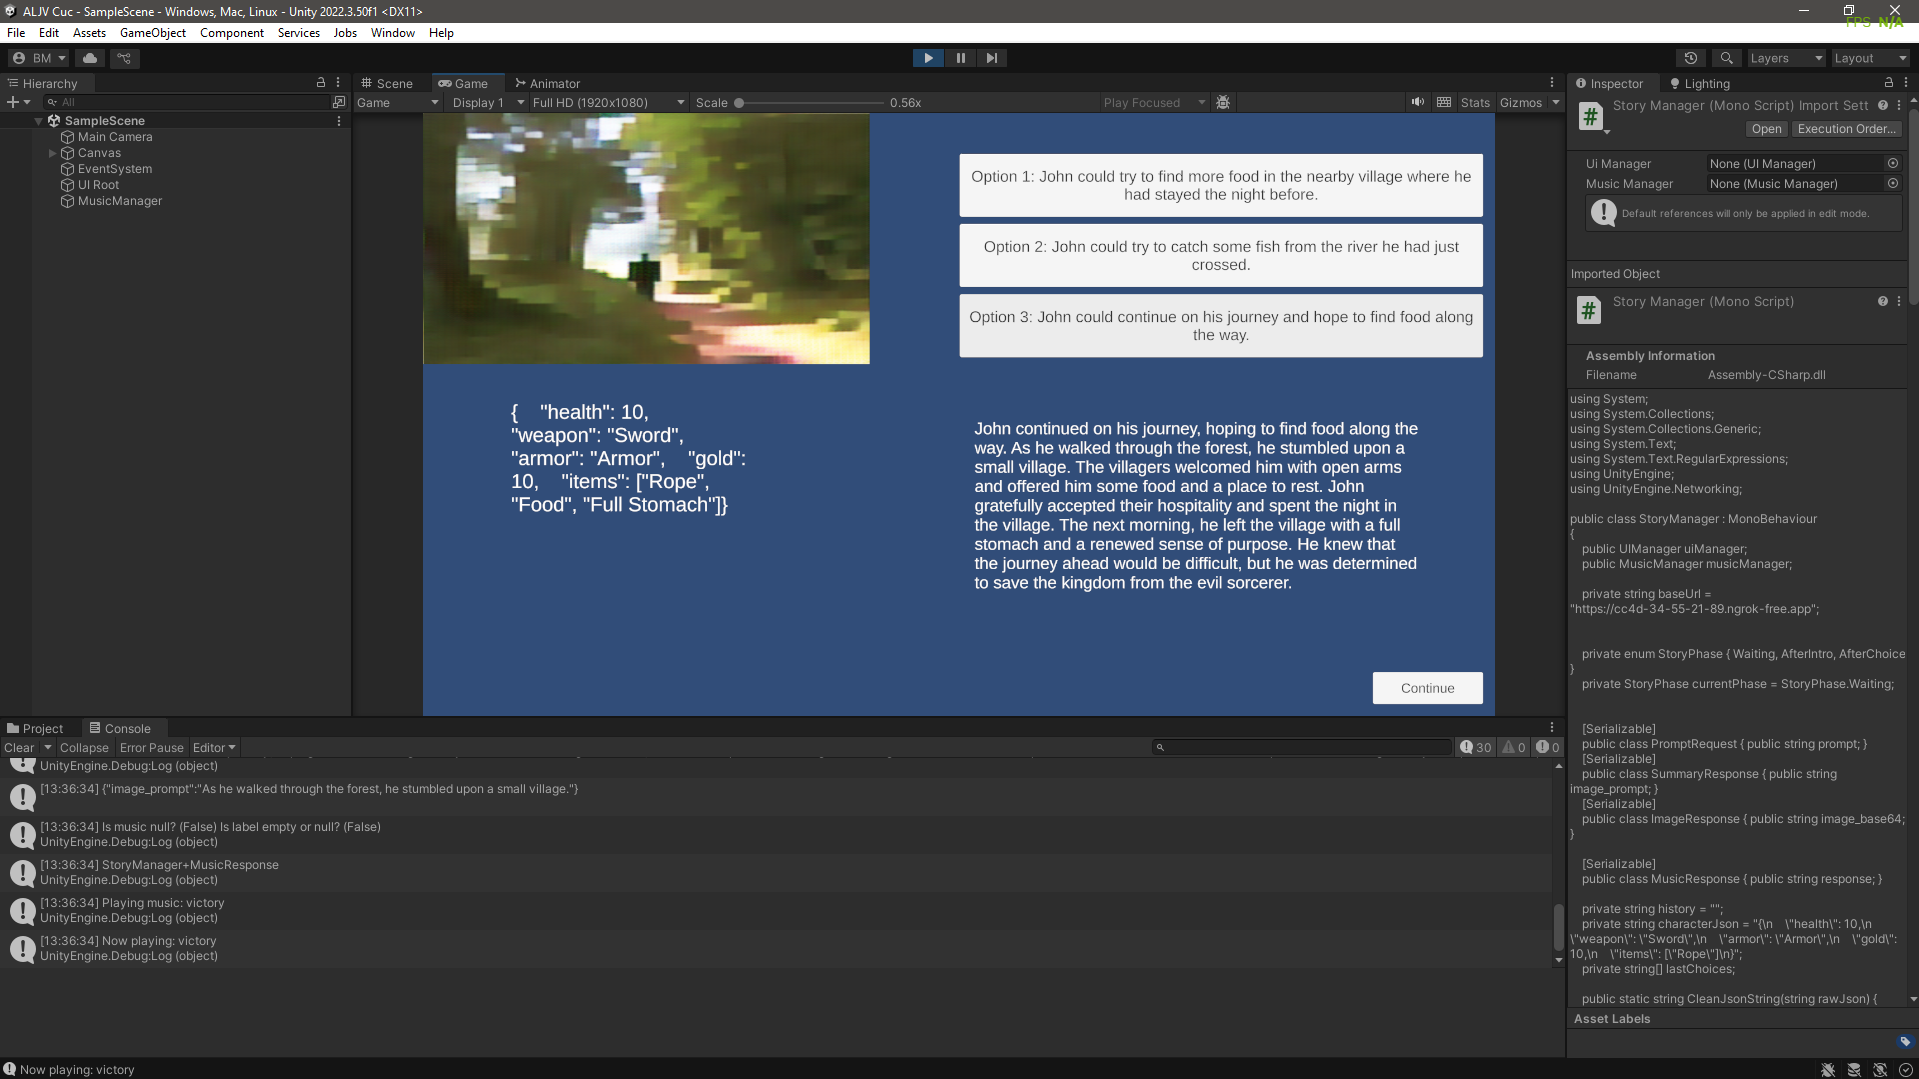 ALJV Cuc - SampleScene - Windows, Mac, Linux - Unity 2022.3.50f1 <DX11>
FPS N/A
File Edit Assets GameObject Component Services Jobs Window Help
BM
Layers Layout
Hierarchy
All
SampleScene
Main Camera
Canvas
EventSystem
UI Root
MusicManager
Scene Game Animator
Game Display 1 Full HD (1920x1080) Scale 0.56x Play Focused Stats Gizmos
Option 1: John could try to find more food in the nearby village where he
had stayed the night before.
Option 2: John could try to catch some fish from the river he had just
crossed.
Option 3: John could continue on his journey and hope to find food along
the way.
{ "health": 10,
"weapon": "Sword",
"armor": "Armor", "gold":
10, "items": ["Rope",
"Food", "Full Stomach"]}
John continued on his journey, hoping to find food along the
way. As he walked through the forest, he stumbled upon a
small village. The villagers welcomed him with open arms
and offered him some food and a place to rest. John
gratefully accepted their hospitality and spent the night in
the village. The next morning, he left the village with a full
stomach and a renewed sense of purpose. He knew that
the journey ahead would be difficult, but he was determined
to save the kingdom from the evil sorcerer.
Continue
Inspector Lighting
Story Manager (Mono Script) Import Sett
Open Execution Order...
Ui Manager None (UI Manager)
Music Manager None (Music Manager)
Default references will only be applied in edit mode.
Imported Object
Story Manager (Mono Script)
Assembly Information
Filename Assembly-CSharp.dll
using System;
using System.Collections;
using System.Collections.Generic;
using System.Text;
using System.Text.RegularExpressions;
using UnityEngine;
using UnityEngine.Networking;
public class StoryManager : MonoBehaviour
{
public UIManager uiManager;
public MusicManager musicManager;
private string baseUrl =
"https://cc4d-34-55-21-89.ngrok-free.app";
private enum StoryPhase { Waiting, AfterIntro, AfterChoice
}
private StoryPhase currentPhase = StoryPhase.Waiting;
[Serializable]
public class PromptRequest { public string prompt; }
[Serializable]
public class SummaryResponse { public string
image_prompt; }
[Serializable]
public class ImageResponse { public string image_base64;
}
[Serializable]
public class MusicResponse { public string response; }
private string history = "";
private string characterJson = "{\n \"health\": 10,\n
\"weapon\": \"Sword\",\n \"armor\": \"Armor\",\n \"gold\":
10,\n \"items\": [\"Rope\"]\n}";
private string[] lastChoices;
public static string CleanJsonString(string rawJson) {
Asset Labels
Project Console
Clear Collapse Error Pause Editor 30 0 0
UnityEngine.Debug:Log (object)
[13:36:34] {"image_prompt":"As he walked through the forest, he stumbled upon a small village."}
[13:36:34] Is music null? (False) Is label empty or null? (False)
UnityEngine.Debug:Log (object)
[13:36:34] StoryManager+MusicResponse
UnityEngine.Debug:Log (object)
[13:36:34] Playing music: victory
UnityEngine.Debug:Log (object)
[13:36:34] Now playing: victory
UnityEngine.Debug:Log (object)
Now playing: victory